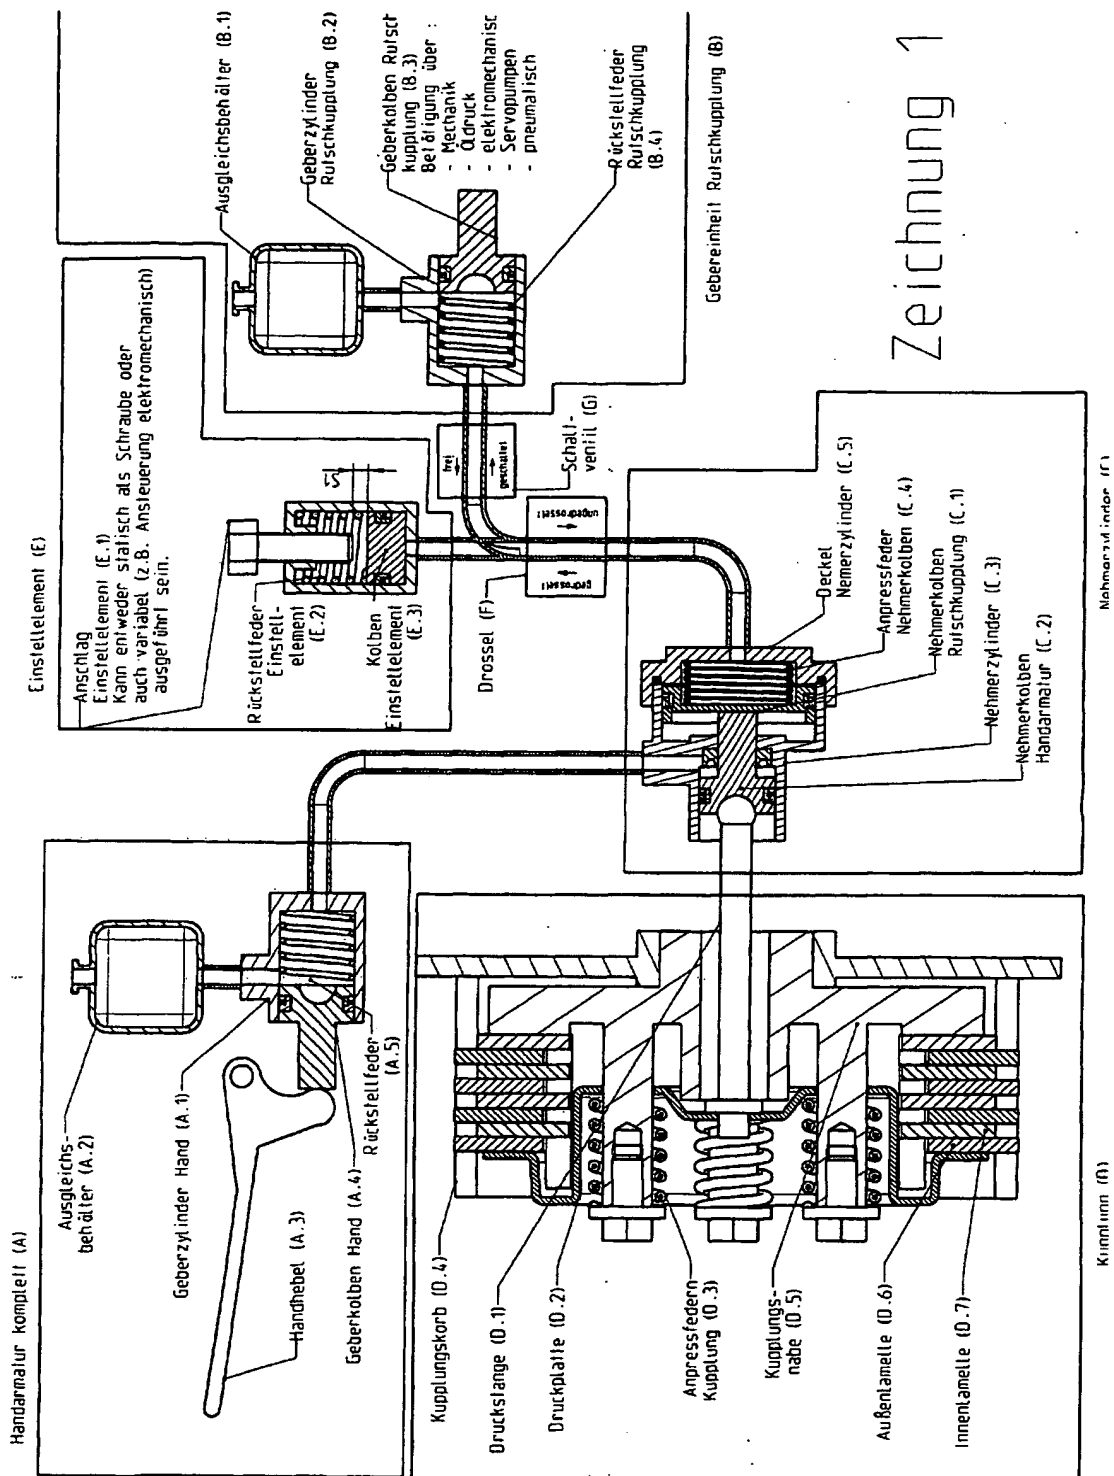 Handarmatur komplett (A)
Ausgleichs-
behälter (A.2)
Geberzylinder Hand (A.1)
Handhebel (A.3)
Geberkolben Hand (A.4)
Rückstellfeder
(A.5)
Einstellelement (E)
Anschlag
Einstellelement (E.1)
Kann entweder statisch als Schraube oder
auch variabel (z.B. Ansteuerung elektromechanisch)
ausgeführt sein.
Rückstellfeder
Einstell-
element
(E.2)
Kolben
Einstellelement
(E.3)
S1
Ausgleichsbehälter (B.1)
Geberzylinder
Rutschkupplung (B.2)
Geberkolben Rutsch
kupplung (B.3)
Betätigung über :
- Mechanik
- Öldruck
- elektromechanisc
- Servopumpen
- pneumatisch
Rückstellfeder
Rutschkupplung
(B.4)
Gebereinheit Rutschkupplung (B)
frei
geschaltet
Schalt-
ventil (G)
Drossel (F)
gedrosselt
ungedrosselt
Deckel
Nemerzylinder (C.5)
Anpressfeder
Nehmerkolben (C.4)
Nehmerkolben
Rutschkupplung (C.1)
Nehmerzylinder (C.3)
Nehmerkolben
Handarmatur (C.2)
Nehmerzylinder (C)
Kupplungskorb (D.4)
Druckstange (D.1)
Druckplatte (D.2)
Anpressfedern
Kupplung (D.3)
Kupplungs-
nabe (D.5)
Außenlamelle (D.6)
Innenlamelle (D.7)
Kupplung (D)
Zeichnung 1